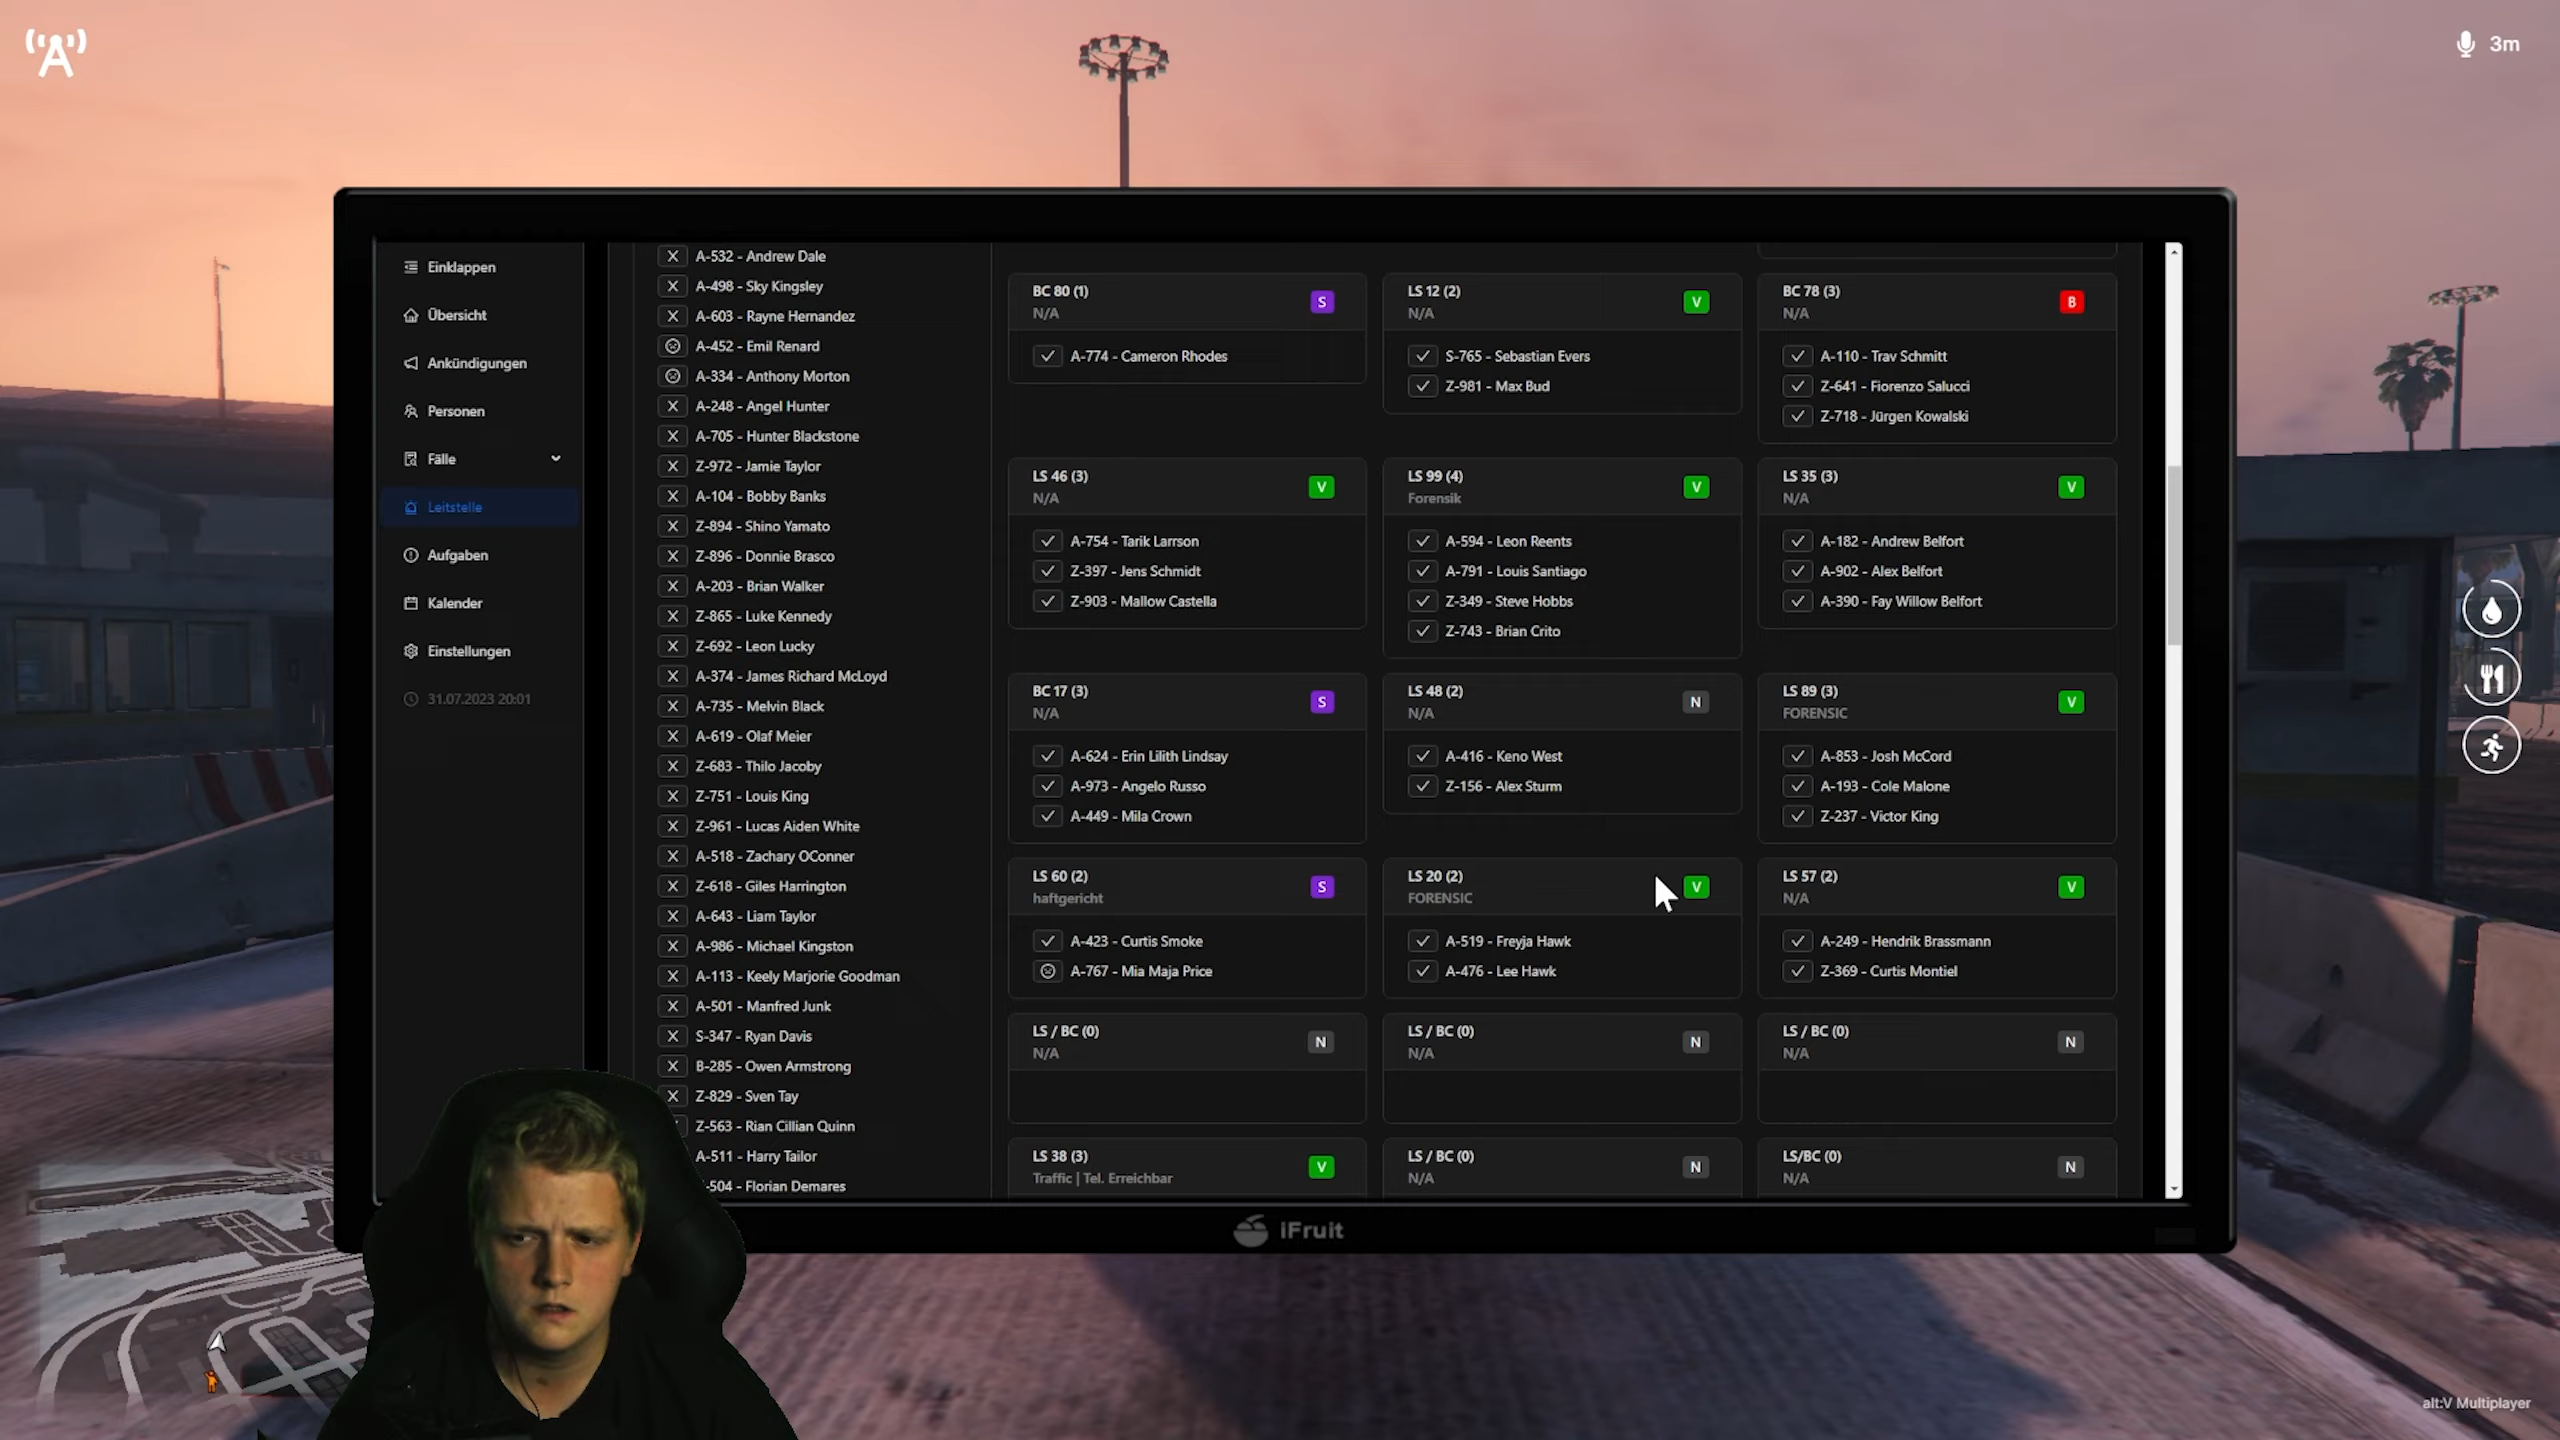 3m
Einklappen
Übersicht
Ankündigungen
Personen
Fälle
Leitstelle
Aufgaben
Kalender
Einstellungen
31.07.2023 20:01
X A-532 - Andrew Dale
X A-498 - Sky Kingsley
X A-603 - Rayne Hernandez
A-452 - Emil Renard
A-334 - Anthony Morton
X A-248 - Angel Hunter
X A-705 - Hunter Blackstone
X Z-972 - Jamie Taylor
X A-104 - Bobby Banks
X Z-894 - Shino Yamato
X Z-896 - Donnie Brasco
X A-203 - Brian Walker
X Z-865 - Luke Kennedy
X Z-692 - Leon Lucky
X A-374 - James Richard McLoyd
X A-735 - Melvin Black
X A-619 - Olaf Meier
X Z-683 - Thilo Jacoby
X Z-751 - Louis King
X Z-961 - Lucas Aiden White
X A-518 - Zachary OConner
X Z-618 - Giles Harrington
X A-643 - Liam Taylor
X A-986 - Michael Kingston
X A-113 - Keely Marjorie Goodman
X A-501 - Manfred Junk
X S-347 - Ryan Davis
X B-285 - Owen Armstrong
X Z-829 - Sven Tay
Z-563 - Rian Cillian Quinn
A-511 - Harry Tailor
-504 - Florian Demares
BC 80 (1) S
N/A
A-774 - Cameron Rhodes
LS 12 (2) V
N/A
S-765 - Sebastian Evers
Z-981 - Max Bud
BC 78 (3) B
N/A
A-110 - Trav Schmitt
Z-641 - Fiorenzo Salucci
Z-718 - Jürgen Kowalski
LS 46 (3) V
N/A
A-754 - Tarik Larrson
Z-397 - Jens Schmidt
Z-903 - Mallow Castella
LS 99 (4) V
Forensik
A-594 - Leon Reents
A-791 - Louis Santiago
Z-349 - Steve Hobbs
Z-743 - Brian Crito
LS 35 (3) V
N/A
A-182 - Andrew Belfort
A-902 - Alex Belfort
A-390 - Fay Willow Belfort
BC 17 (3) S
N/A
A-624 - Erin Lilith Lindsay
A-973 - Angelo Russo
A-449 - Mila Crown
LS 48 (2) N
N/A
A-416 - Keno West
Z-156 - Alex Sturm
LS 89 (3) V
FORENSIC
A-853 - Josh McCord
A-193 - Cole Malone
Z-237 - Victor King
LS 60 (2) S
haftgericht
A-423 - Curtis Smoke
A-767 - Mia Maja Price
LS 20 (2) V
FORENSIC
A-519 - Freyja Hawk
A-476 - Lee Hawk
LS 57 (2) V
N/A
A-249 - Hendrik Brassmann
Z-369 - Curtis Montiel
LS / BC (0) N
N/A
LS / BC (0) N
N/A
LS / BC (0) N
N/A
LS 38 (3) V
Traffic | Tel. Erreichbar
LS / BC (0) N
N/A
LS/BC (0) N
N/A
iFruit
alt:V Multiplayer